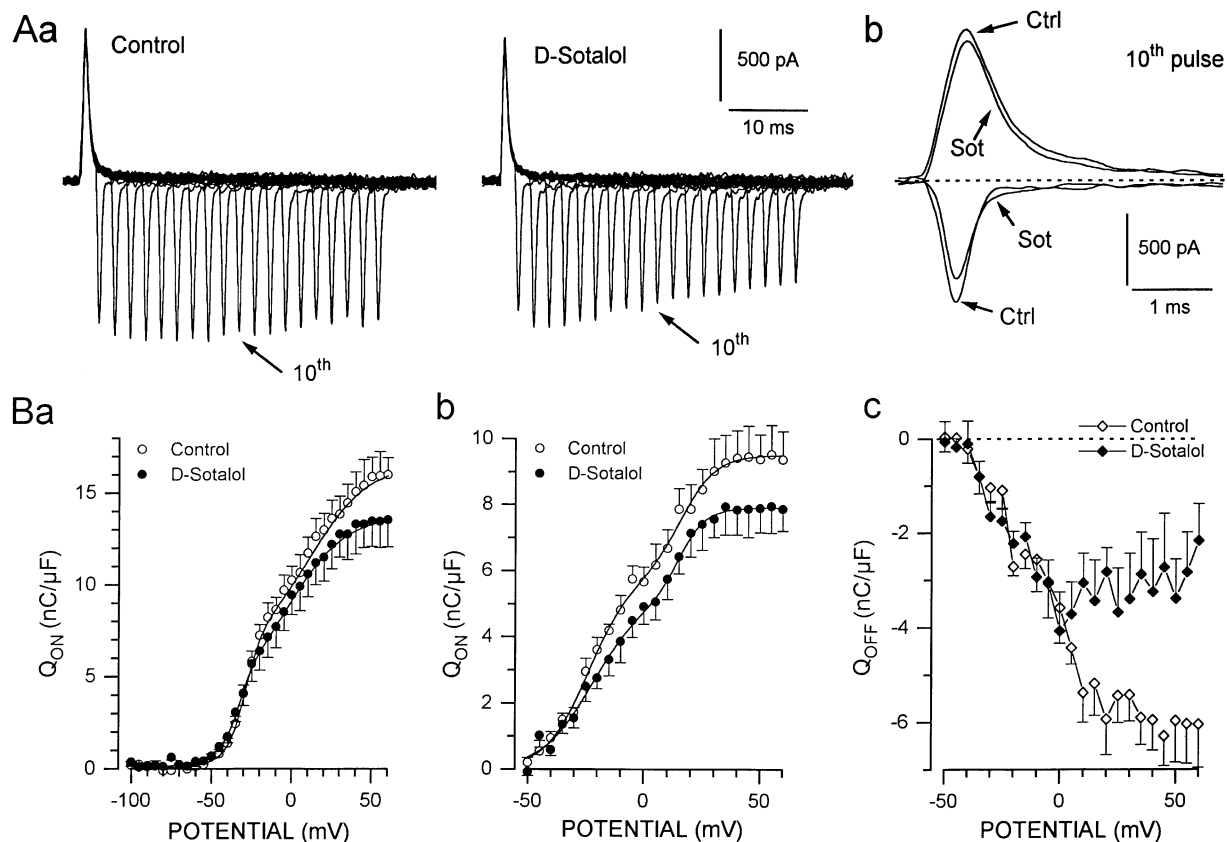 Aa
Control
D-Sotalol
500 pA
10 ms
10th
10th
b
Ctrl
10th pulse
Sot
Sot
Ctrl
500 pA
1 ms
Ba
Control
D-Sotalol
QON (nC/µF)
15
10
5
0
-100
-50
0
50
POTENTIAL (mV)
b
Control
D-Sotalol
QON (nC/µF)
10
8
6
4
2
0
-50
0
50
POTENTIAL (mV)
c
Control
D-Sotalol
QOFF (nC/µF)
0
-2
-4
-6
-50
0
50
POTENTIAL (mV)